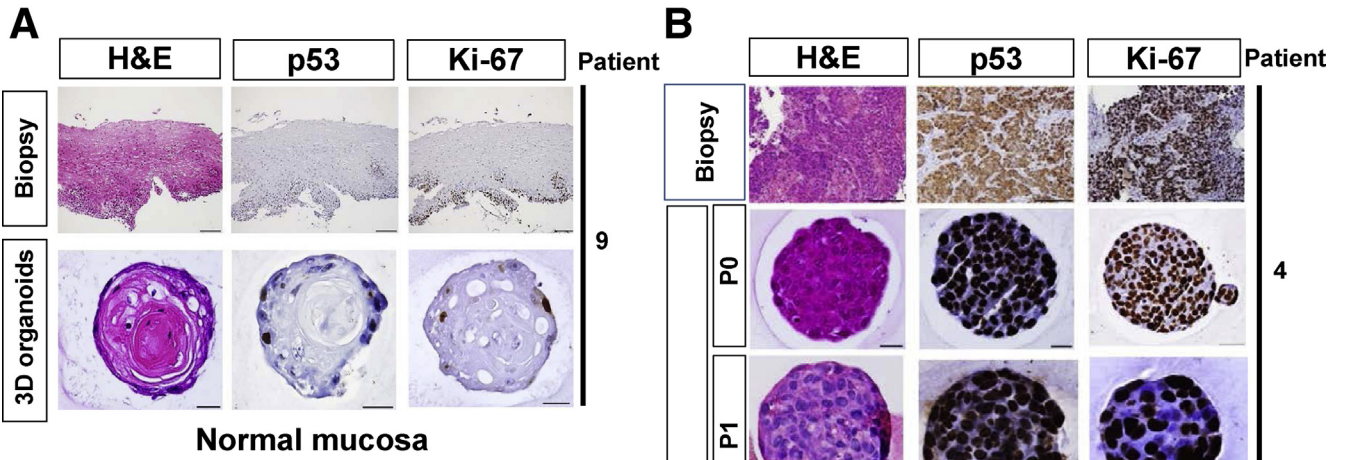 A
H&E p53 Ki-67 Patient
Biopsy
3D organoids
9
Normal mucosa
B
H&E p53 Ki-67 Patient
Biopsy
P0
P1
4